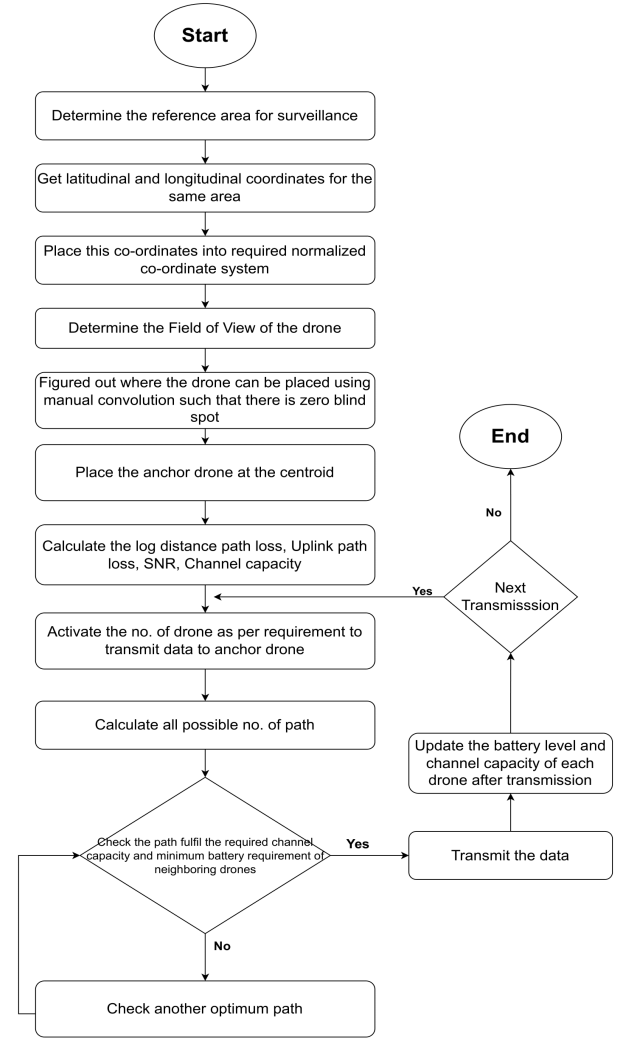 Start
Determine the reference area for surveillance
Get latitudinal and longitudinal coordinates for the
same area
Place this co-ordinates into required normalized
co-ordinate system
Determine the Field of View of the drone
Figured out where the drone can be placed using
manual convolution such that there is zero blind
spot
Place the anchor drone at the centroid
Calculate the log distance path loss, Uplink path
loss, SNR, Channel capacity
Activate the no. of drone as per requirement to
transmit data to anchor drone
Calculate all possible no. of path
Check the path fulfil the required channel
capacity and minimum battery requirement of
neighboring drones
No
Check another optimum path
Yes
Transmit the data
Update the battery level and
channel capacity of each
drone after transmission
Next
Transmisssion
Yes
No
End